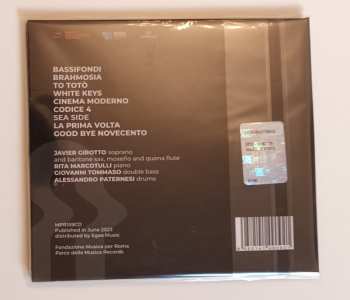 BASSIFONDI
BRAHMOSIA
TO TOTÒ
WHITE KEYS
CINEMA MODERNO
CODICE 4
SEA SIDE
LA PRIMA VOLTA
GOOD BYE NOVECENTO
JAVIER GIROTTO soprano
and baritone sax, moseño and quena flute
RITA MARCOTULLI piano
GIOVANNI TOMMASO double bass
ALESSANDRO PATERNESI drums
Published in June 2023
distributed by Egea Music
Fondazione Musica per Roma
Parco della Musica Records